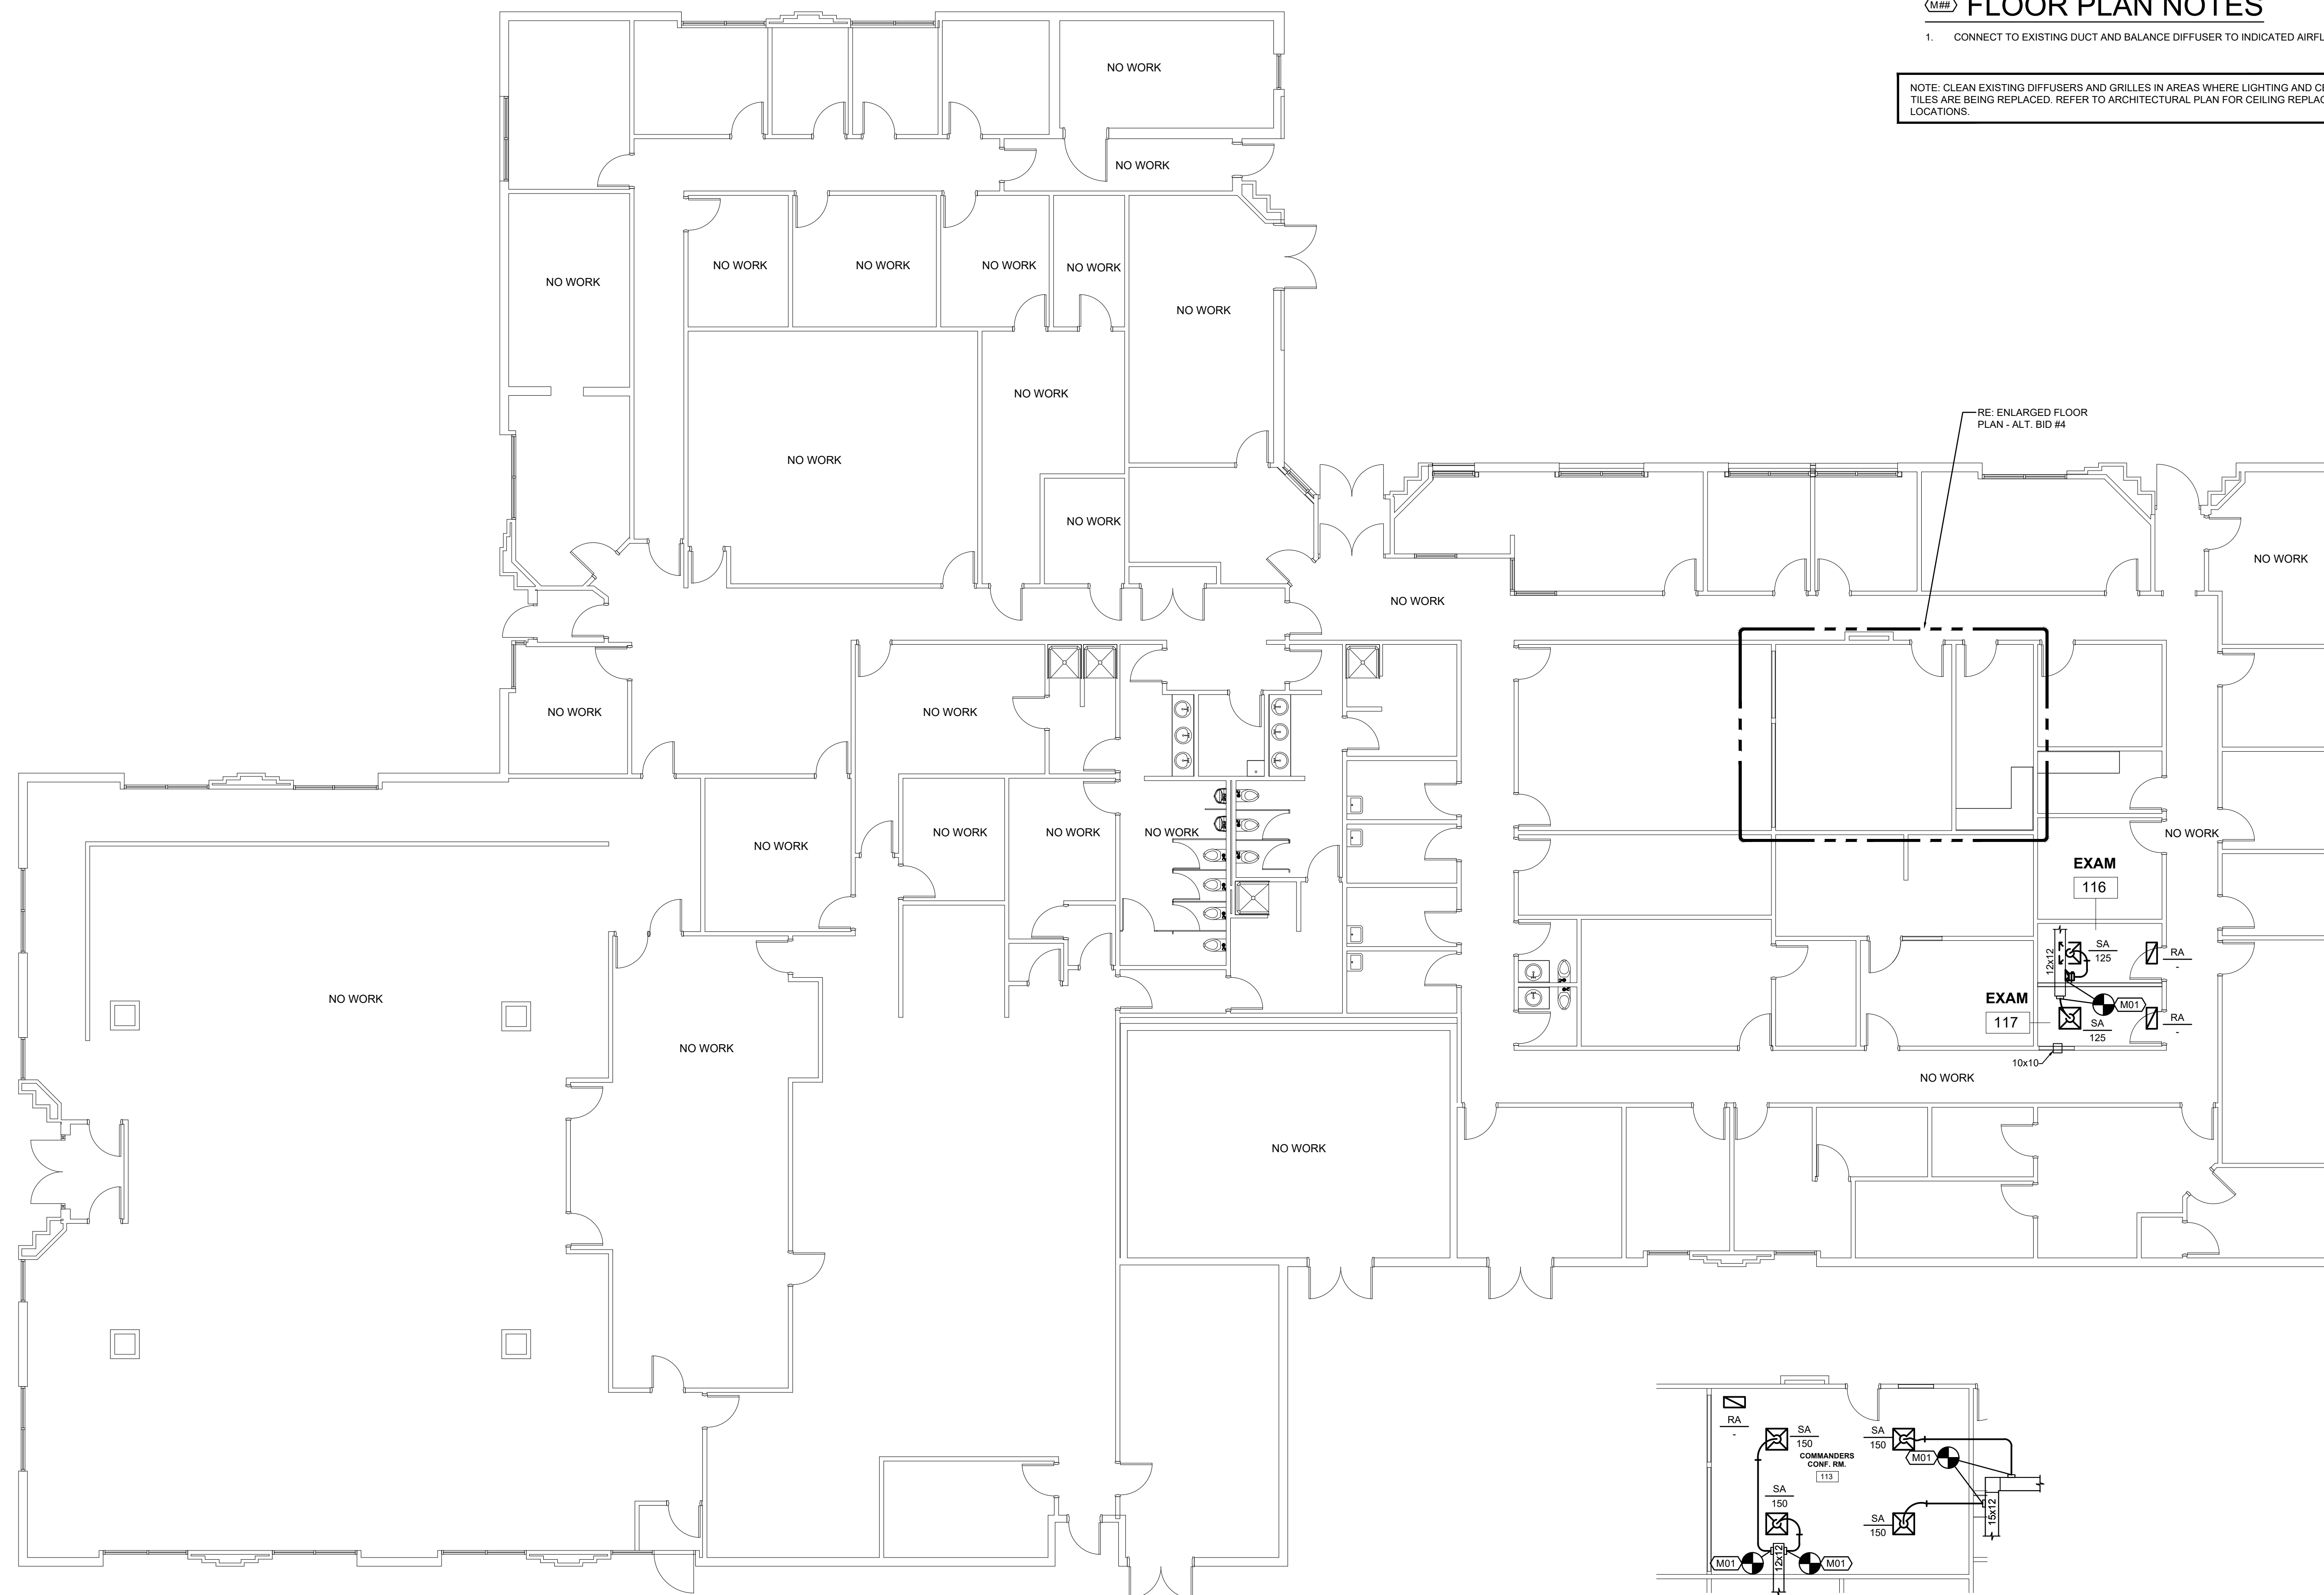 M##
FLOOR PLAN NOTES
1. CONNECT TO EXISTING DUCT AND BALANCE DIFFUSER TO INDICATED
NOTE: CLEAN EXISTING DIFFUSERS AND GRILLES IN AREAS WHERE LIGHTING AND
TILES ARE BEING REPLACED. REFER TO ARCHITECTURAL PLAN FOR CEILING
LOCATIONS.
NO WORK
NO WORK
NO WORK
NO WORK
NO WORK
NO WORK
NO WORK
NO WORK
NO WORK
NO WORK
RE: ENLARGED FLOOR
PLAN - ALT. BID #4
NO WORK
NO WORK
NO WORK
NO WORK
NO WORK
NO WORK
NO WORK
NO WORK
NO WORK
NO WORK
NO WORK
EXAM
116
12x12
SA
125
RA
-
EXAM
117
M01
SA
125
RA
-
10x10
NO WORK
NO WORK
NO WORK
NO WORK
RA
-
SA
150
SA
150
COMMANDERS
CONF. RM.
113
M01
SA
150
SA
150
15x12
M01
12x12
M01